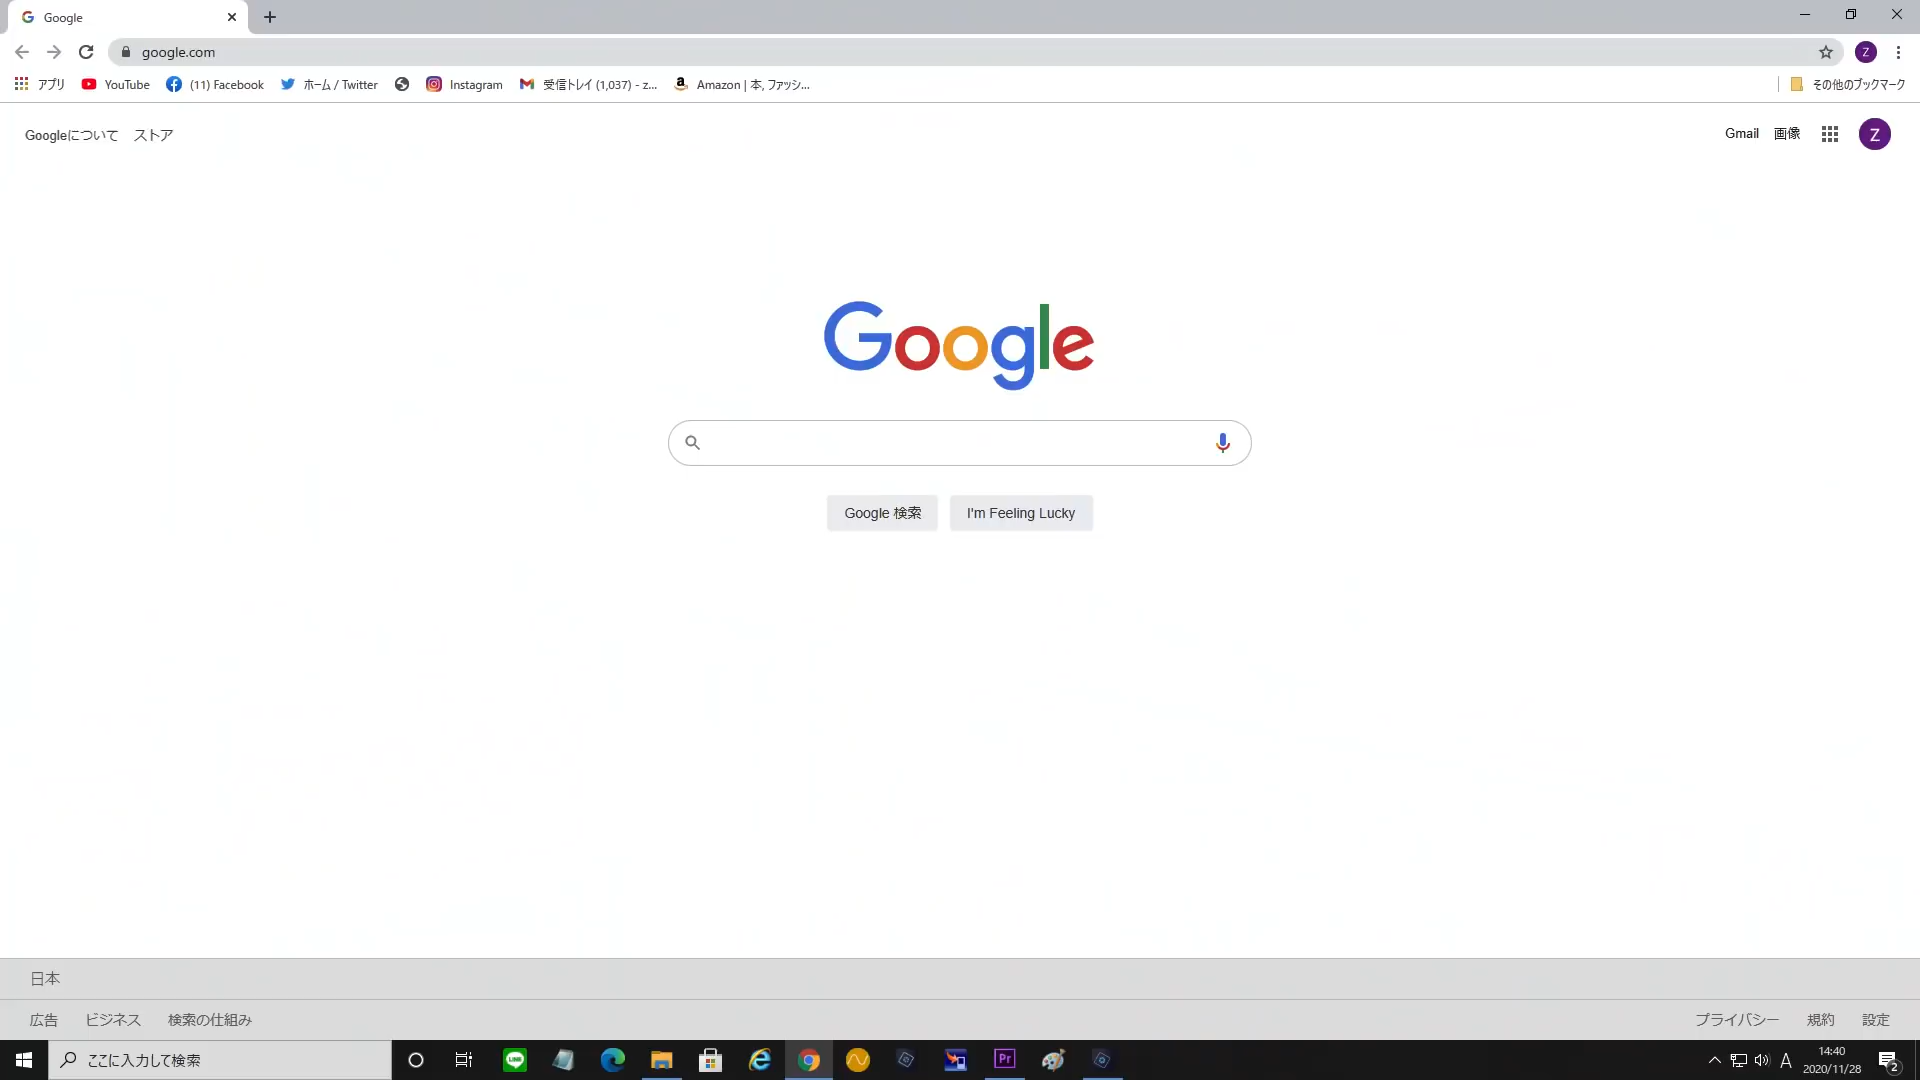 Google
google.com
アプリ YouTube (11) Facebook ホーム / Twitter Instagram 受信トレイ (1,037) - z... Amazon | 本, ファッシ... その他のブックマーク
Googleについて ストア Gmail 画像 Z
Google
Google 検索 I'm Feeling Lucky
日本
広告 ビジネス 検索の仕組み プライバシー 規約 設定
ここに入力して検索 LINE Pr A 14:40
2020/11/28 2